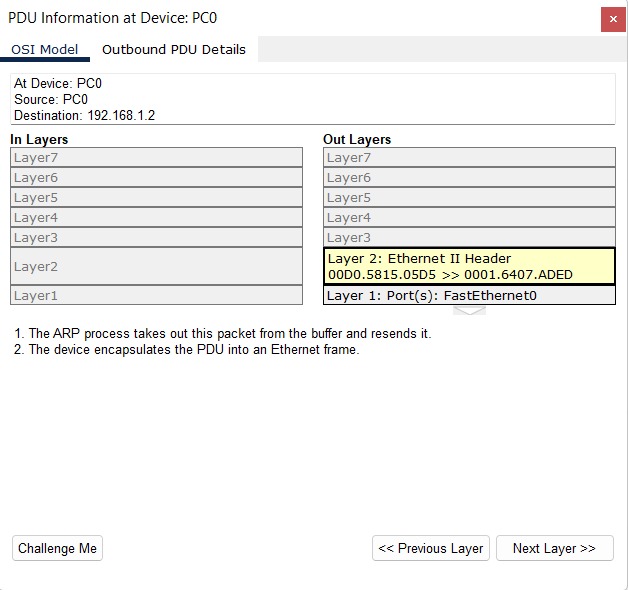 PDU Information at Device: PC0
×
OSI Model
Outbound PDU Details
At Device: PC0
Source: PC0
Destination: 192.168.1.2
In Layers
Layer7
Layer6
Layer5
Layer4
Layer3
Layer2
Layer1
Out Layers
Layer7
Layer6
Layer5
Layer4
Layer3
Layer 2: Ethernet II Header
00D0.5815.05D5 >> 0001.6407.ADED
Layer 1: Port(s): FastEthernet0
1. The ARP process takes out this packet from the buffer and resends it.
2. The device encapsulates the PDU into an Ethernet frame.
Challenge Me
<< Previous Layer
Next Layer >>